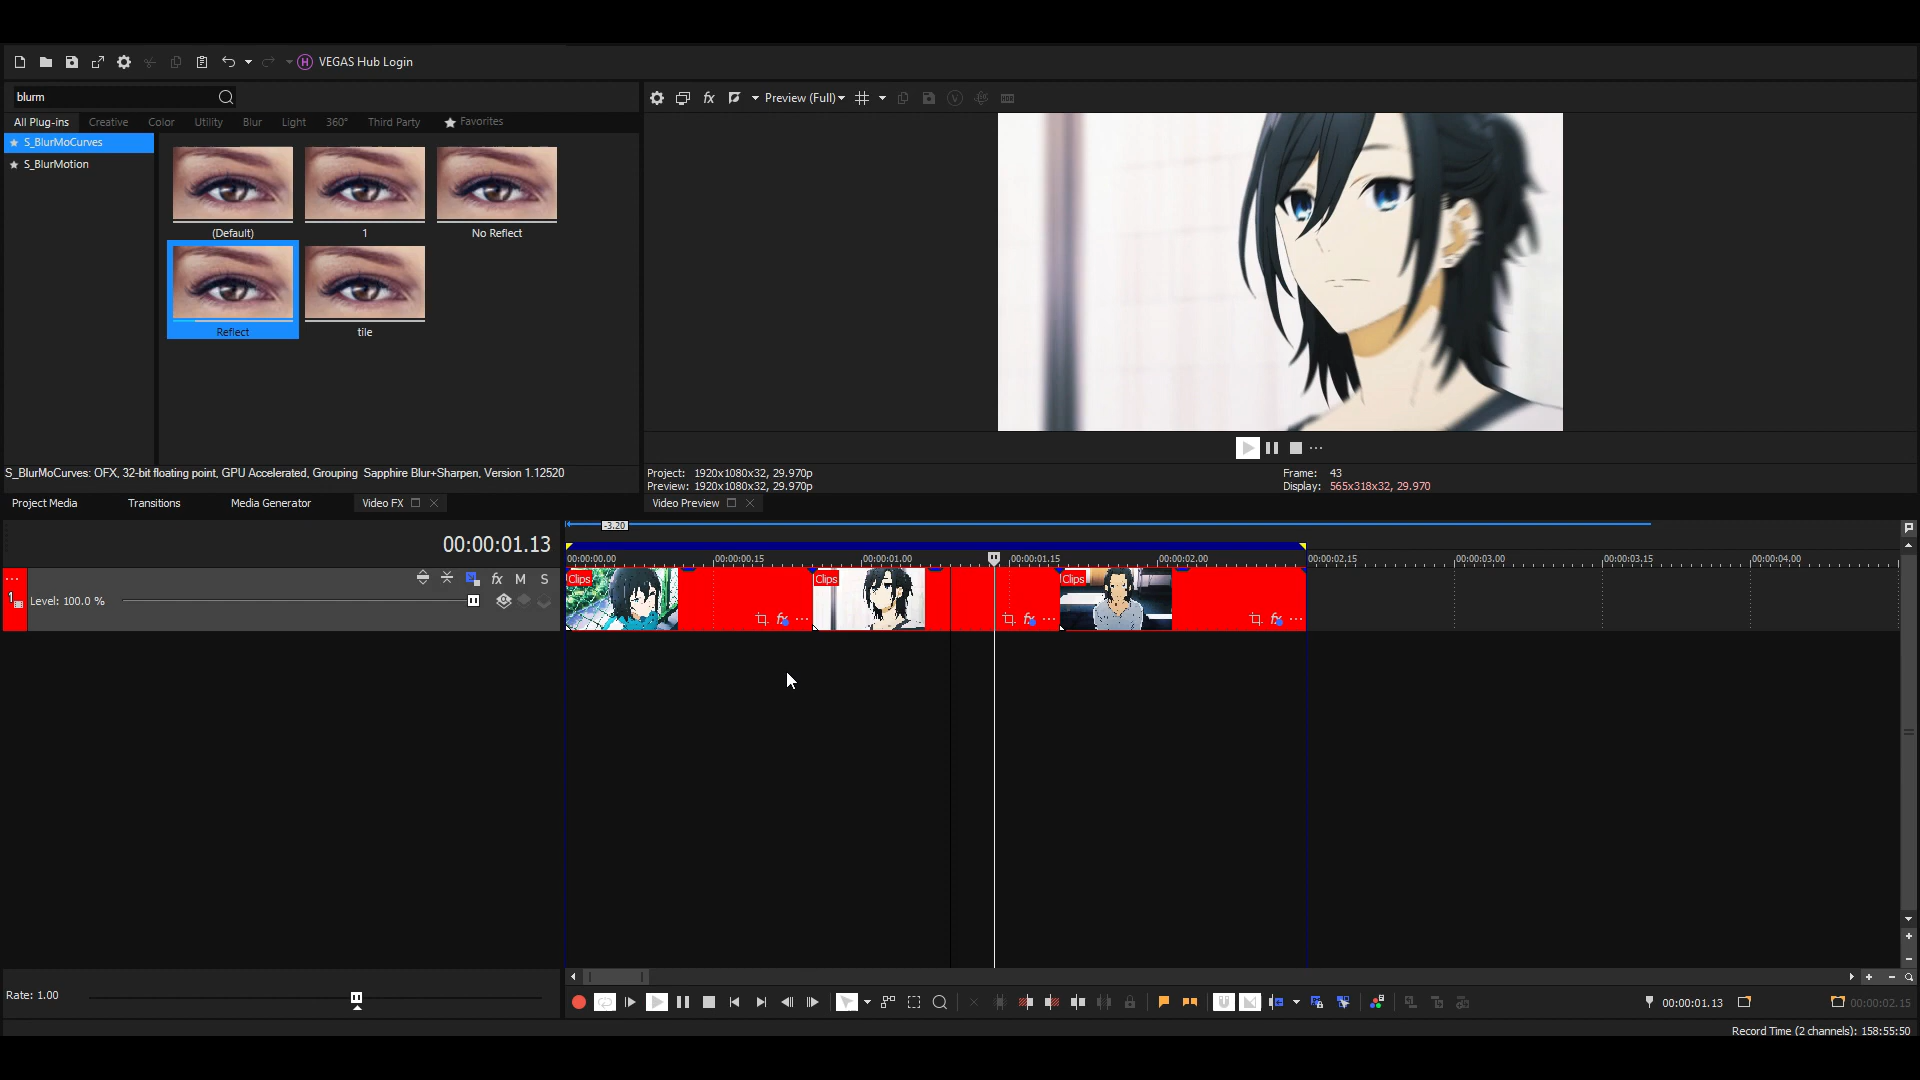 VEGAS Hub Login
blurm
All Plug-ins Creative Color Utility Blur Light 360° Third Party Favorites
S_BlurMoCurves
S_BlurMotion
(Default) 1 No Reflect
Reflect tile
S_BlurMoCurves: OFX, 32-bit floating point, GPU Accelerated, Grouping Sapphire Blur+Sharpen, Version 1.12520
Project Media Transitions Media Generator Video FX
Preview (Full)
Project: 1920x1080x32, 29.970p
Preview: 1920x1080x32, 29.970p
Frame: 43
Display: 565x318x32, 29.970
Video Preview
00:00:01.13
-3.20
00:00:00.00 00:00:00.15 00:00:01.00 00:00:01.15 00:00:02.00 00:00:02.15 00:00:03.00 00:00:03.15 00:00:04.00
fx M S
1 Level: 100.0 %
Clips Clips Clips
Rate: 1.00
00:00:01.13 00:00:02.15
Record Time (2 channels): 158:55:50